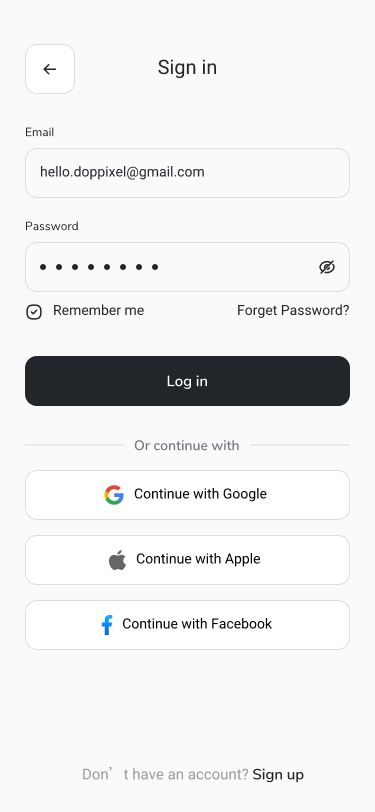 Sign in
Email
hello.doppixel@gmail.com
Password
Remember me
Forget Password?
Log in
Or continue with
Continue with Google
Continue with Apple
Continue with Facebook
Don’t have an account? Sign up